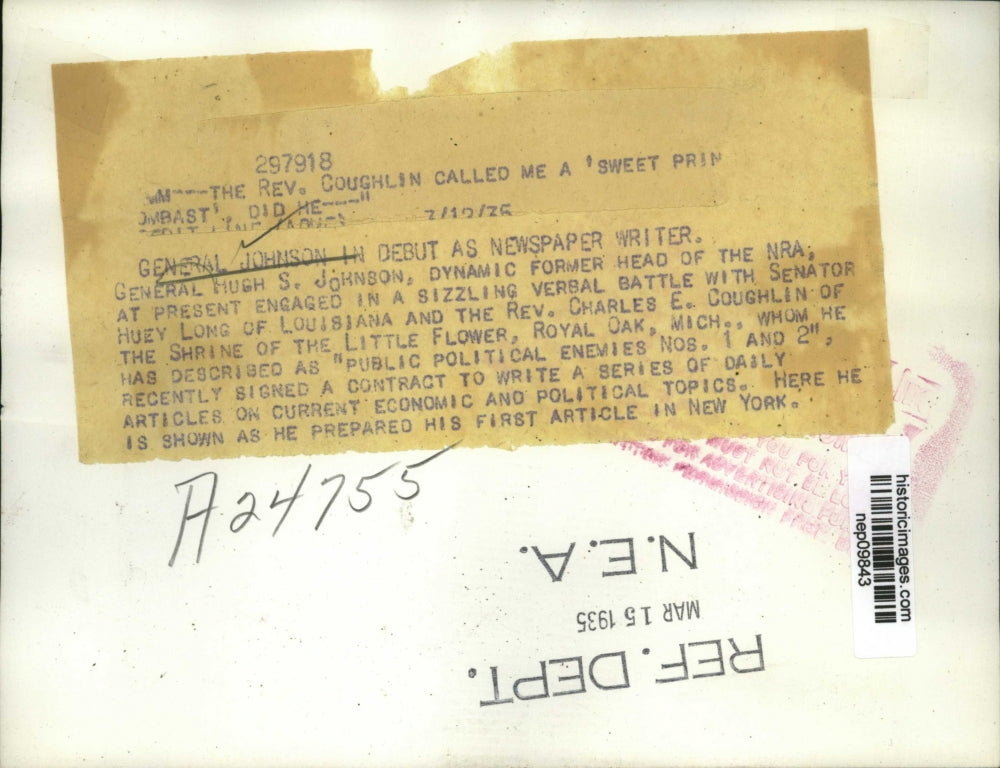 297918
THE REV. COUGHLIN CALLED ME A 'SWEET PRIN
OMBAST', DID HE---"
3/12/35
GENERAL JOHNSON IN DEBUT AS NEWSPAPER WRITER.
GENERAL HUGH S. JOHNSON, DYNAMIC FORMER HEAD OF THE NRA,
AT PRESENT ENGAGED IN A SIZZLING VERBAL BATTLE WITH SENATOR
HUEY LONG OF LOUISIANA AND THE REV. CHARLES E. COUGHLIN OF
THE SHRINE OF THE LITTLE FLOWER, ROYAL OAK, MICH., WHOM HE
HAS DESCRIBED AS "PUBLIC POLITICAL ENEMIES NOS. 1 AND 2",
RECENTLY SIGNED A CONTRACT TO WRITE A SERIES OF DAILY
ARTICLES ON CURRENT ECONOMIC AND POLITICAL TOPICS. HERE HE
IS SHOWN AS HE PREPARED HIS FIRST ARTICLE IN NEW YORK.
A24755
REF. DEPT.
MAR 15 1935
N.E.A.
historicimages.com
nep09843